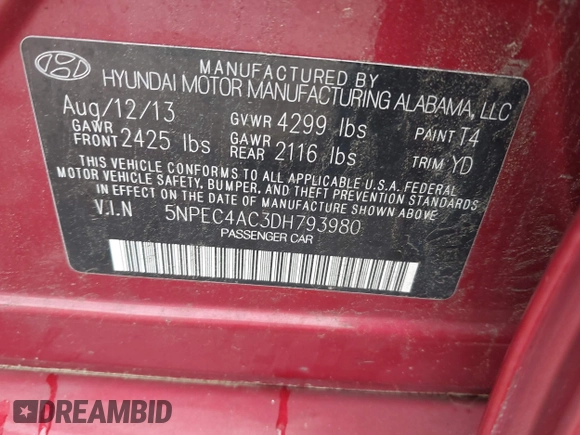 MANUFACTURED BY
HYUNDAI MOTOR MANUFACTURING ALABAMA, LLC
Aug/12/13 GVWR 4299 lbs PAINT T4
GAWR FRONT 2425 lbs GAWR REAR 2116 lbs TRIM YD
THIS VEHICLE CONFORMS TO ALL APPLICABLE U.S.A. FEDERAL
MOTOR VEHICLE SAFETY, BUMPER, AND THEFT PREVENTION STANDARDS
IN EFFECT ON THE DATE OF MANUFACTURE SHOWN ABOVE
V.I.N 5NPEC4AC3DH793980
PASSENGER CAR
DREAMBID